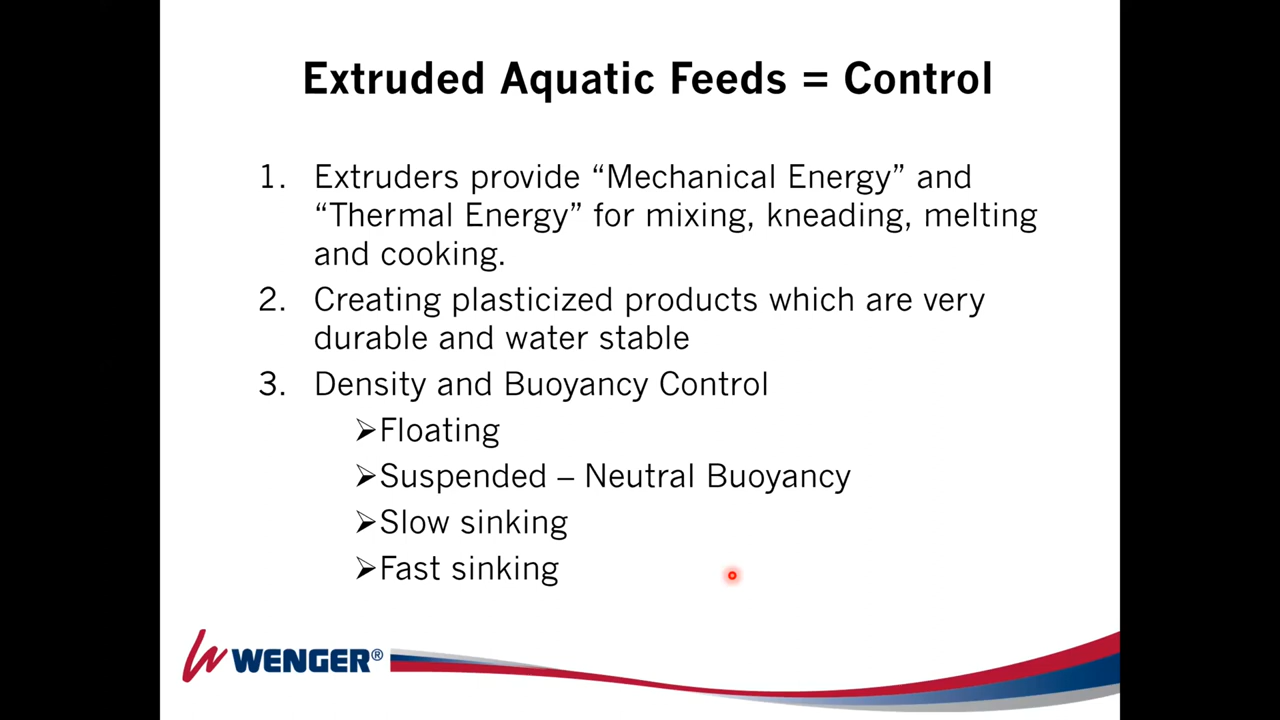 Extruded Aquatic Feeds = Control
1. Extruders provide “Mechanical Energy” and
“Thermal Energy” for mixing, kneading, melting
and cooking.
2. Creating plasticized products which are very
durable and water stable
3. Density and Buoyancy Control
➢Floating
➢Suspended – Neutral Buoyancy
➢Slow sinking
➢Fast sinking
WENGER®